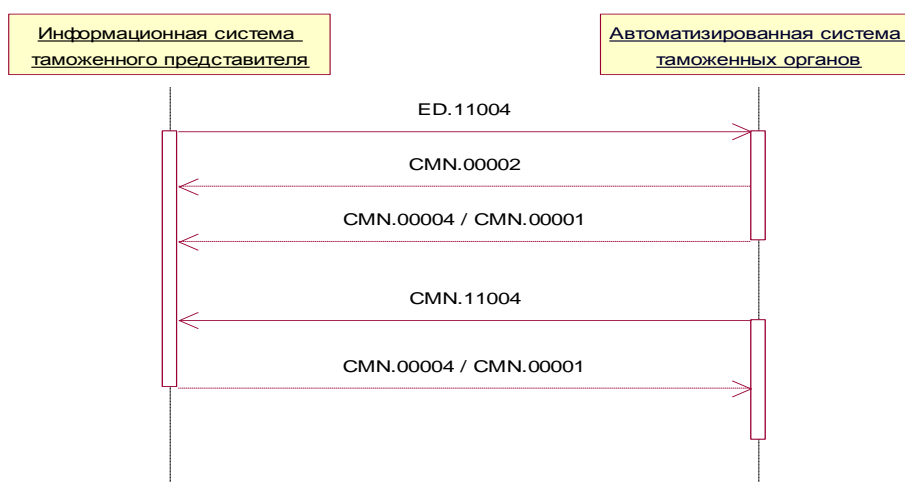 Информационная система
таможенного представителя
Автоматизированная система
таможенных органов
ED.11004
CMN.00002
CMN.00004 / CMN.00001
CMN.11004
CMN.00004 / CMN.00001